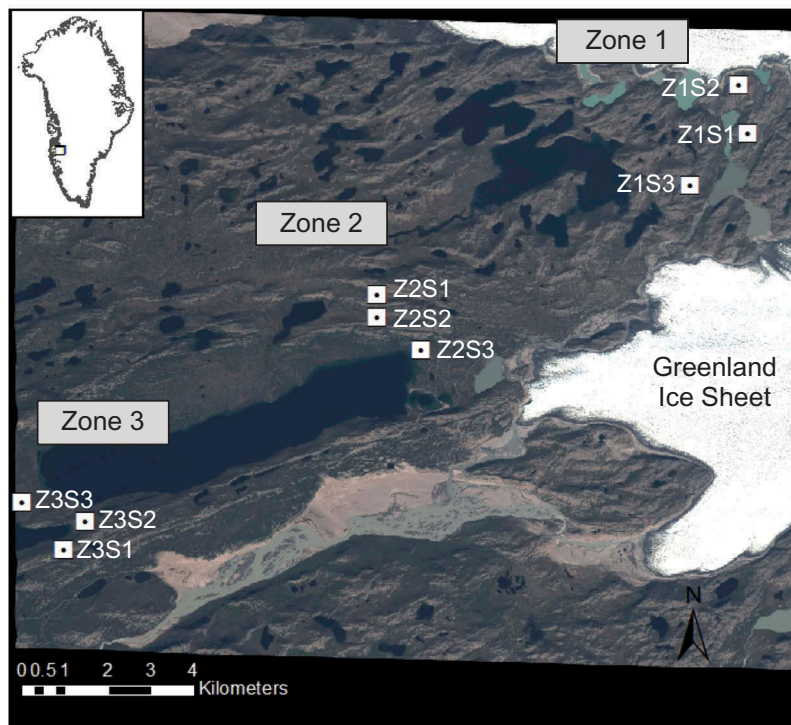 Zone 1
Z1S2
Z1S1
Z1S3
Zone 2
Z2S1
Z2S2
Z2S3
Greenland
Ice Sheet
Zone 3
Z3S3
Z3S2
Z3S1
N
0 0.5 1 2 3 4
Kilometers